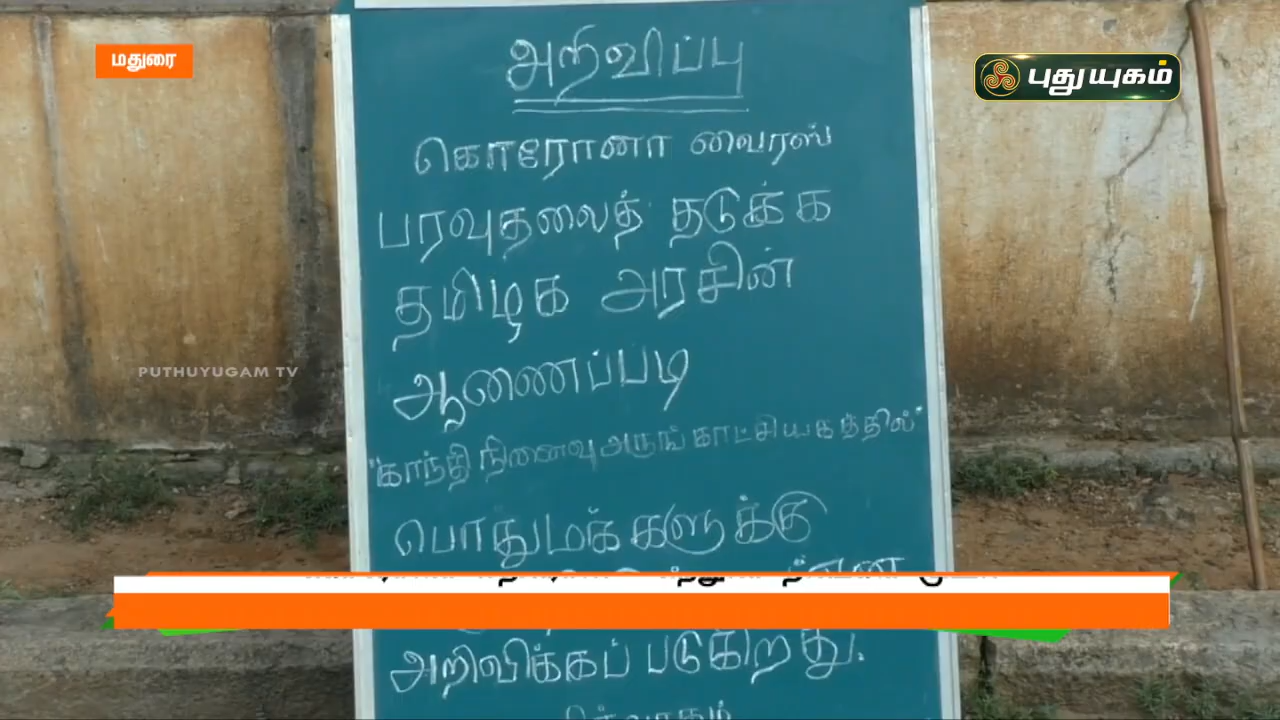 மதுரை
புதுயுகம்
அறிவிப்பு
கொரோனா வைரஸ்
பரவுதலைத் தடுக்க
தமிழக அரசின்
ஆணைப்படி
PUTHUYUGAM TV
"காந்தி நினைவு அருங்காட்சியகத்தில்"
பொதுமக்களுக்கு
அறிவிக்கப் படுகிறது.